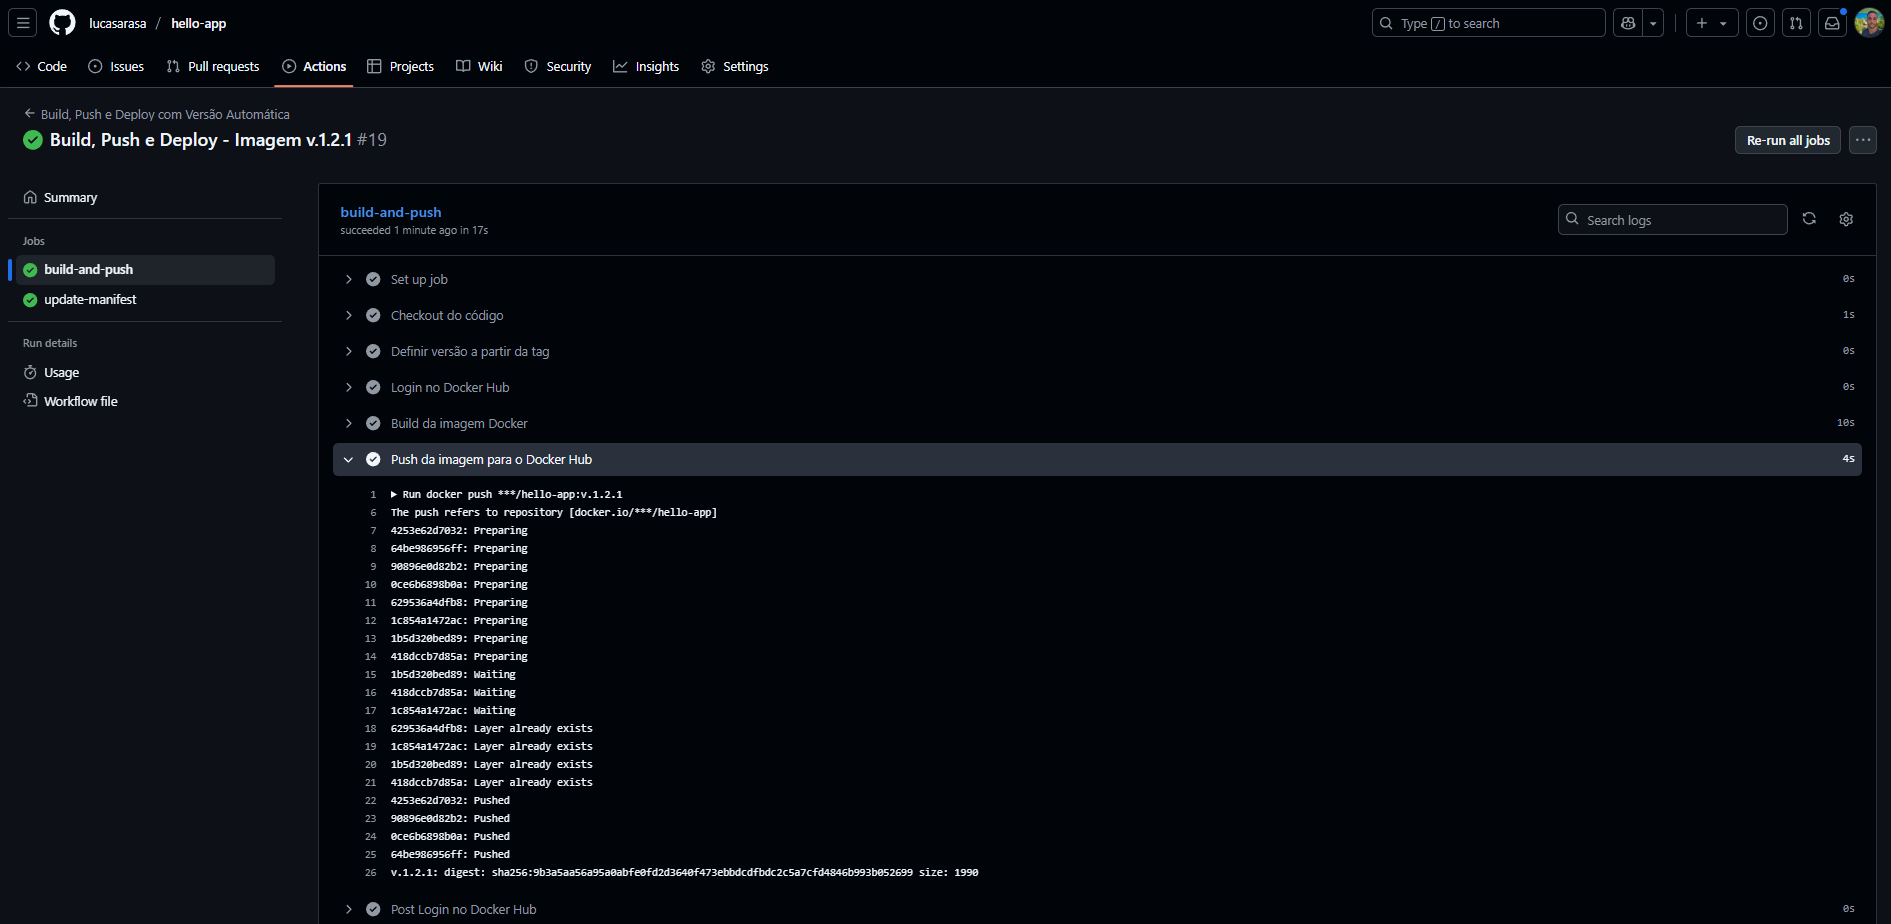 lucasarasa / hello-app
Type / to search
Code
Issues
Pull requests
Actions
Projects
Wiki
Security
Insights
Settings
Build, Push e Deploy com Versão Automática
Build, Push e Deploy - Imagem v.1.2.1 #19
Re-run all jobs
Summary
Jobs
build-and-push
update-manifest
Run details
Usage
Workflow file
build-and-push
succeeded 1 minute ago in 17s
Search logs
Set up job 0s
Checkout do código 1s
Definir versão a partir da tag 0s
Login no Docker Hub 0s
Build da imagem Docker 10s
Push da imagem para o Docker Hub 4s
1 ▶ Run docker push ***/hello-app:v.1.2.1
6 The push refers to repository [docker.io/***/hello-app]
7 4253e62d7032: Preparing
8 64be986956ff: Preparing
9 90896e0d82b2: Preparing
10 0ce6b6898b0a: Preparing
11 629536a4dfb8: Preparing
12 1c854a1472ac: Preparing
13 1b5d320bed89: Preparing
14 418dccb7d85a: Preparing
15 1b5d320bed89: Waiting
16 418dccb7d85a: Waiting
17 1c854a1472ac: Waiting
18 629536a4dfb8: Layer already exists
19 1c854a1472ac: Layer already exists
20 1b5d320bed89: Layer already exists
21 418dccb7d85a: Layer already exists
22 4253e62d7032: Pushed
23 90896e0d82b2: Pushed
24 0ce6b6898b0a: Pushed
25 64be986956ff: Pushed
26 v.1.2.1: digest: sha256:9b3a5aa56a95a0abfe0fd2d3640f473ebbdcdfbdc2c5a7cfd4846b993b052699 size: 1990
Post Login no Docker Hub 0s